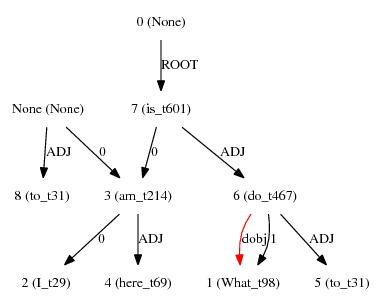 0 (None)
ROOT
None (None) 7 (is_t601)
ADJ 0 0 ADJ
8 (to_t31) 3 (am_t214) 6 (do_t467)
0 ADJ dobj 1 ADJ
2 (I_t29) 4 (here_t69) 1 (What_t98) 5 (to_t31)